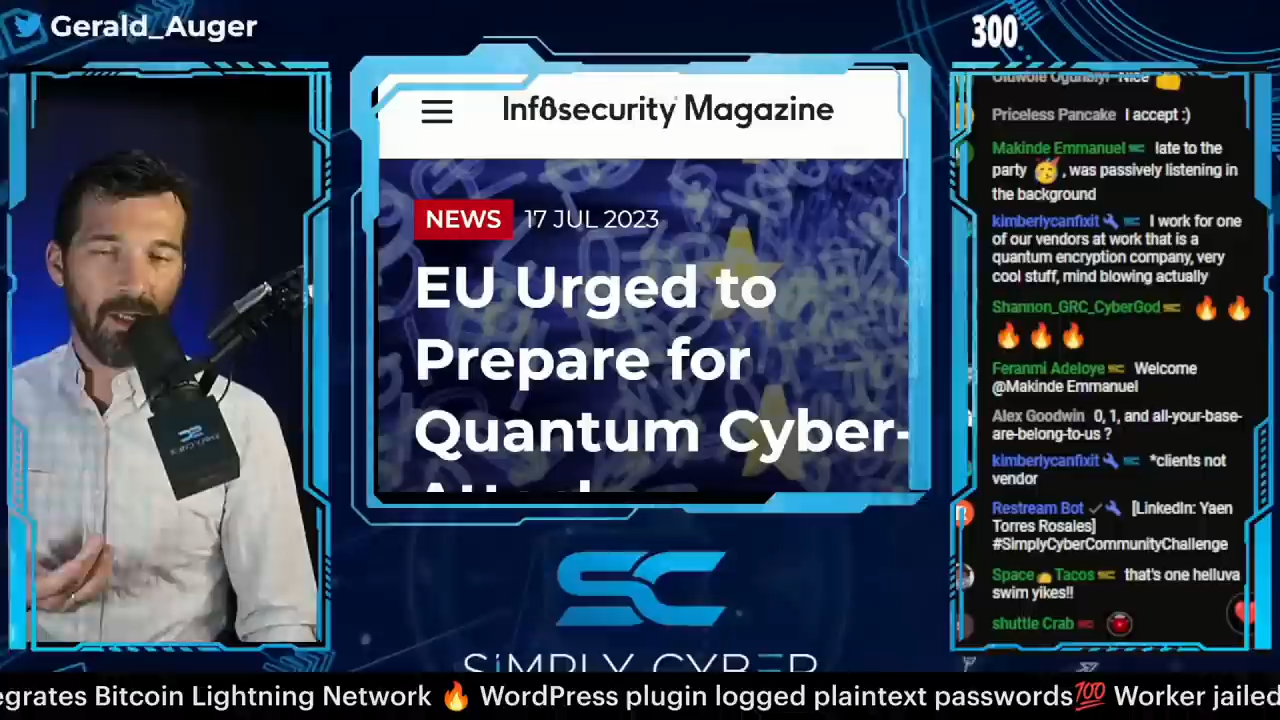 Gerald_Auger
300
Infosecurity Magazine
NEWS 17 JUL 2023
EU Urged to
Prepare for
Quantum Cyber-
Nice
Priceless Pancake I accept :)
Makinde Emmanuel late to the
party 🥳, was passively listening in
the background
kimberlycanfixit I work for one
of our vendors at work that is a
quantum encryption company, very
cool stuff, mind blowing actually
Shannon_GRC_CyberGod 🔥 🔥
🔥 🔥 🔥
Feranmi Adeloye Welcome
@Makinde Emmanuel
Alex Goodwin 0, 1, and all-your-base-
are-belong-to-us ?
kimberlycanfixit *clients not
vendor
Restream Bot [LinkedIn: Yaen
Torres Rosales]
#SimplyCyberCommunityChallenge
Space Tacos that's one helluva
swim yikes!!
shuttle Crab
SC
SIMPLY CYBER
egrates Bitcoin Lightning Network 🔥 WordPress plugin logged plaintext passwords💯 Worker jailed